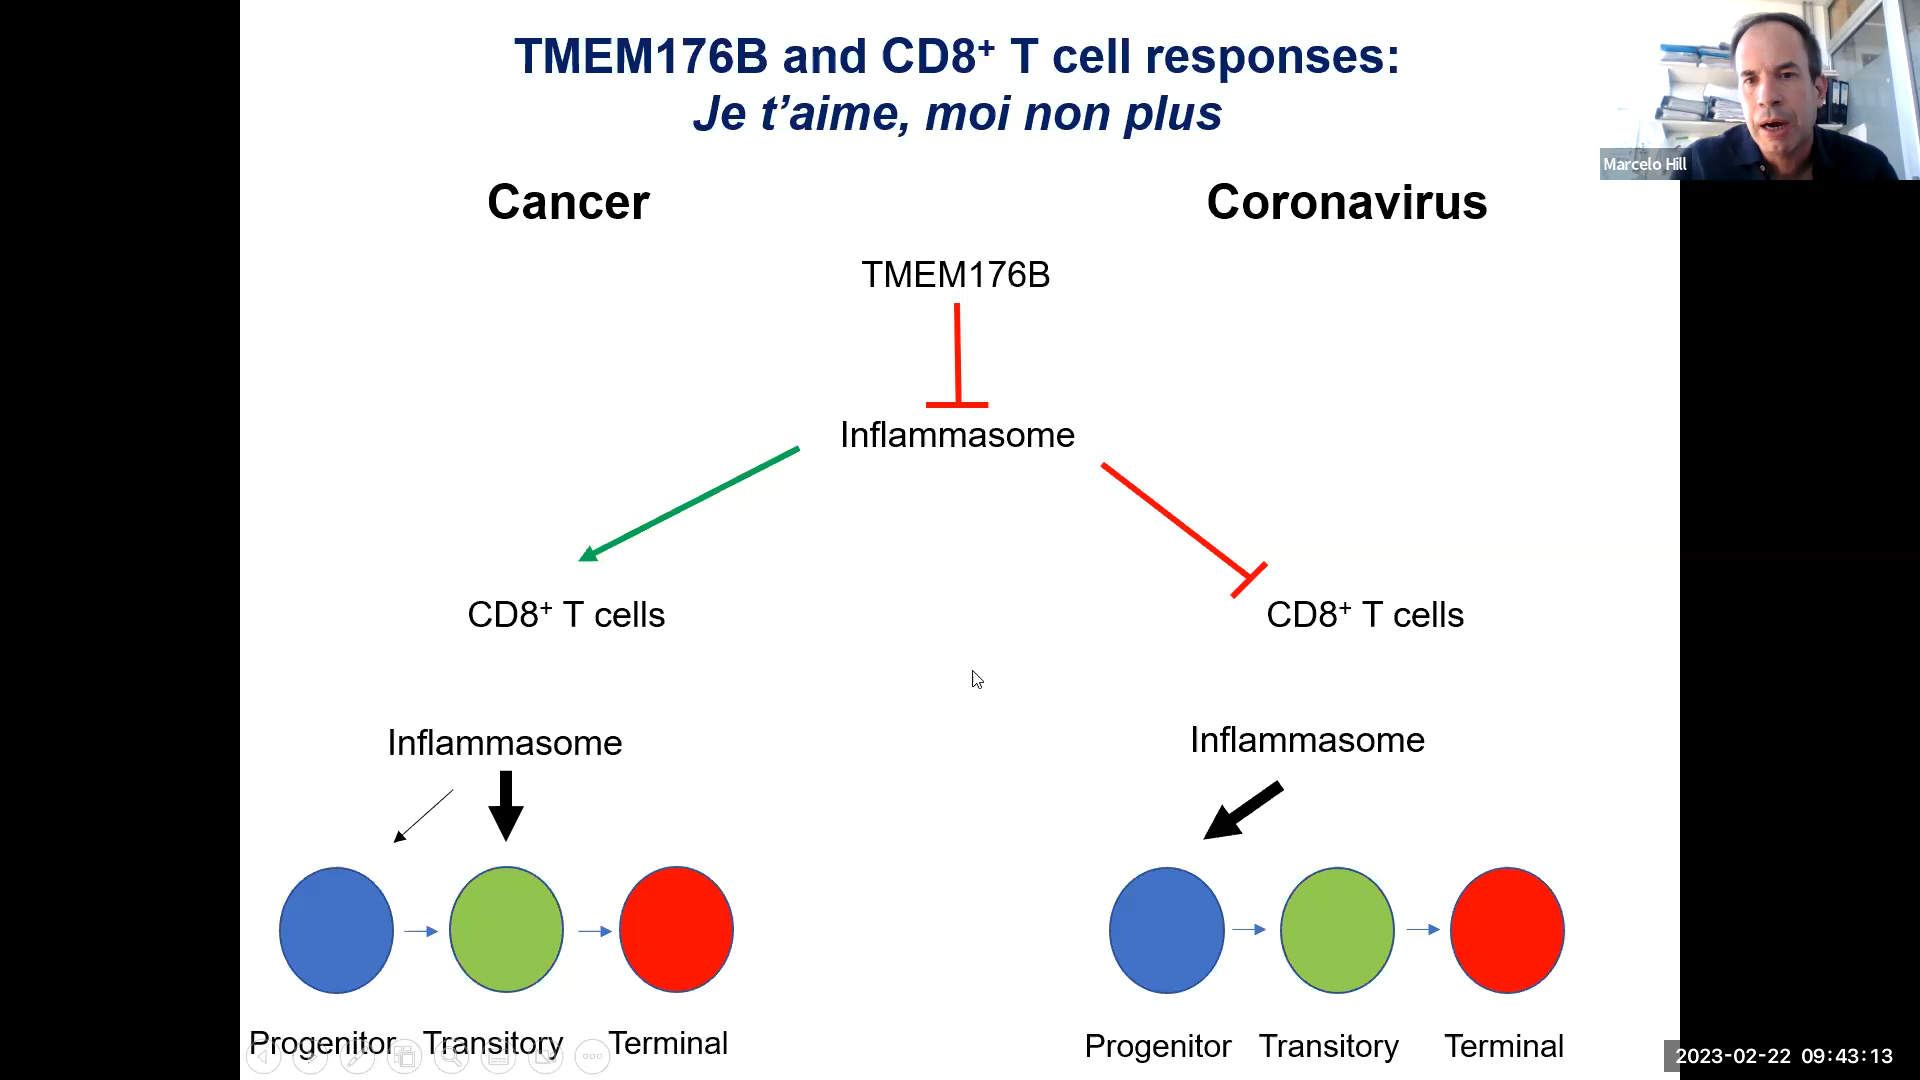 TMEM176B and CD8⁺ T cell responses:
Je t’aime, moi non plus
Marcelo Hill
Cancer
Coronavirus
TMEM176B
Inflammasome
CD8⁺ T cells
CD8⁺ T cells
Inflammasome
Inflammasome
Progenitor Transitory Terminal
Progenitor Transitory Terminal
2023-02-22 09:43:13